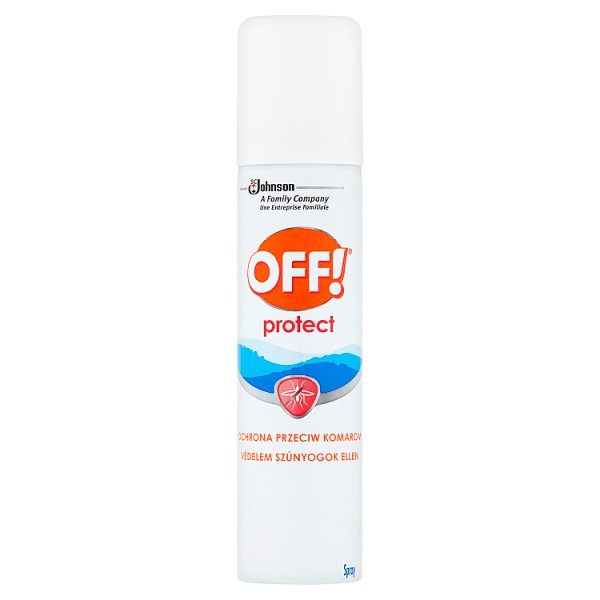 SC Johnson
A Family Company
Une Entreprise Familiale
OFF!®
protect
OCHRONA PRZECIW KOMAROM
VÉDELEM SZÚNYOGOK ELLEN
Spray